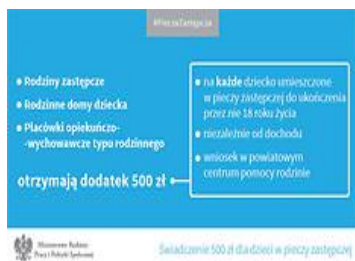 #PieczaZastępcza
• Rodziny zastępcze
• Rodzinne domy dziecka
• Placówki opiekuńczo-
-wychowawcze typu rodzinnego
otrzymają dodatek 500 zł
• na każde dziecko umieszczone
w pieczy zastępczej do ukończenia
przez nie 18 roku życia
• niezależnie od dochodu
• wniosek w powiatowym
centrum pomocy rodzinie
Ministerstwo Rodziny
Pracy i Polityki Społecznej
Świadczenie 500 zł dla dzieci w pieczy zastępczej